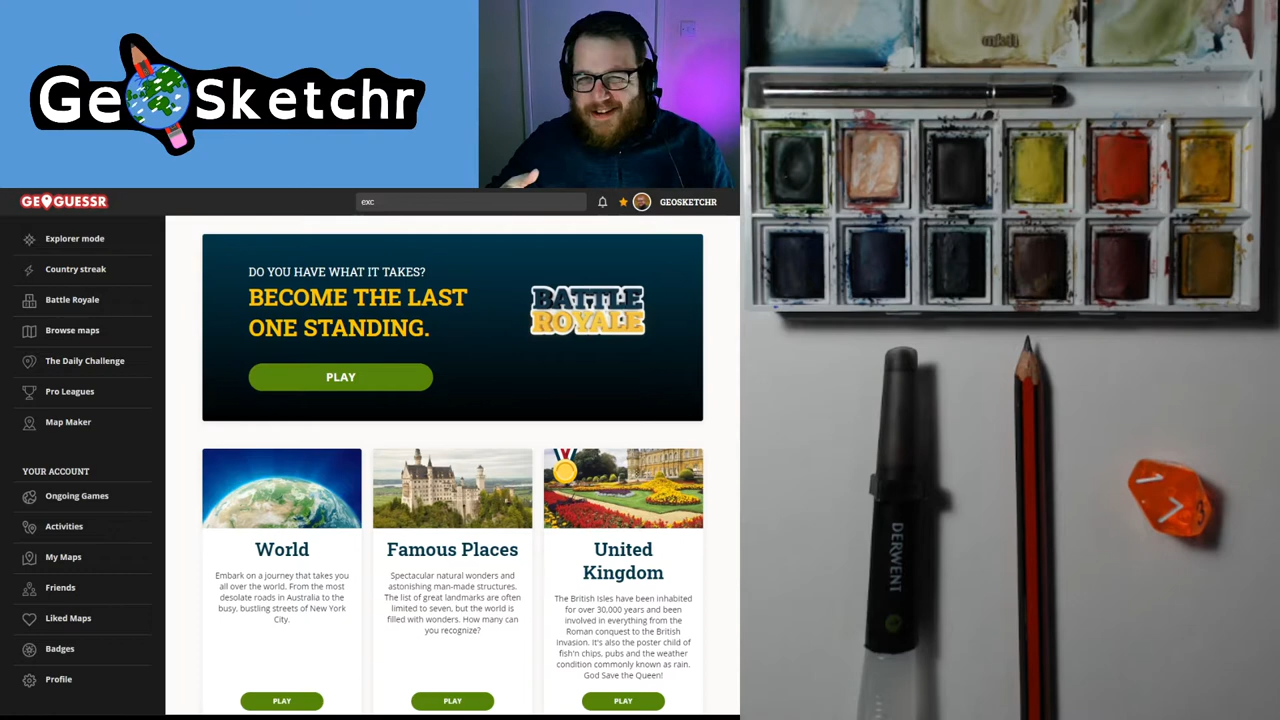 GeoSketchr
GEOGUESSR
exc
GEOSKETCHR
Explorer mode
Country streak
Battle Royale
Browse maps
The Daily Challenge
Pro Leagues
Map Maker
YOUR ACCOUNT
Ongoing Games
Activities
My Maps
Friends
Liked Maps
Badges
Profile
DO YOU HAVE WHAT IT TAKES?
BECOME THE LAST
ONE STANDING.
PLAY
BATTLE
ROYALE
World
Embark on a journey that takes you
all over the world. From the most
desolate roads in Australia to the
busy, bustling streets of New York
City.
PLAY
Famous Places
Spectacular natural wonders and
astonishing man-made structures.
The list of great landmarks are often
limited to seven, but the world is
filled with wonders. How many can
you recognize?
PLAY
United
Kingdom
The British Isles have been inhabited
for over 30,000 years and been
involved in everything from the
Roman conquest to the British
Invasion. It's also the poster child of
fish'n chips, pubs and the weather
condition commonly known as rain.
God Save the Queen!
PLAY
DERWENT
1
7